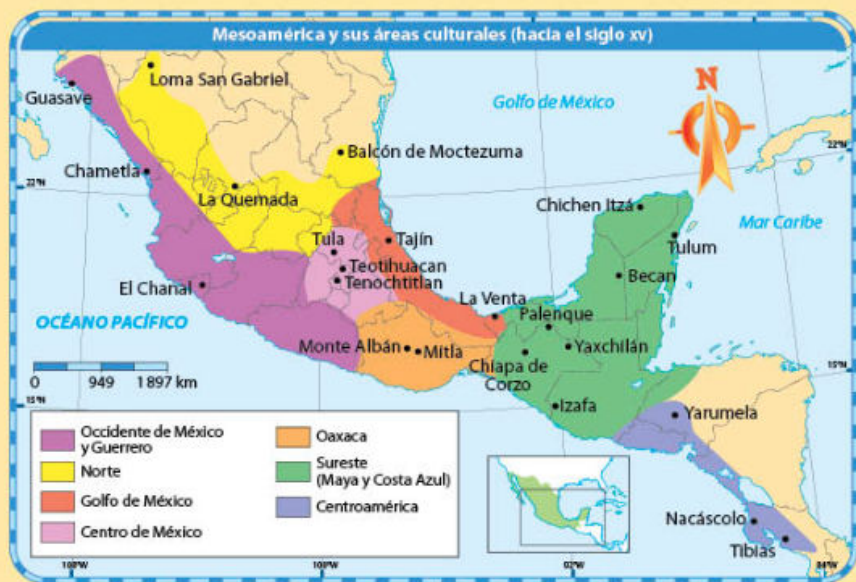 Mesoamérica y sus áreas culturales (hacia el siglo XV)
Loma San Gabriel
Guasave
Golfo de México
N
Balcón de Moctezuma
22°N
22°N
Chametla
La Quemada
Chichen Itzá
Mar Caribe
Tula
Tajín
Tulum
Teotihuacan
Becan
El Chanal
Tenochtitlan
La Venta
OCÉANO PACÍFICO
Palenque
Monte Albán
Mitla
Yaxchilán
Chiapa de
Corzo
15°N
0 949 1 897 km
15°N
Izafa
Yarumela
Occidente de México
y Guerrero
Norte
Golfo de México
Centro de México
Oaxaca
Sureste
(Maya y Costa Azul)
Centroamérica
Nacáscolo
Tibias